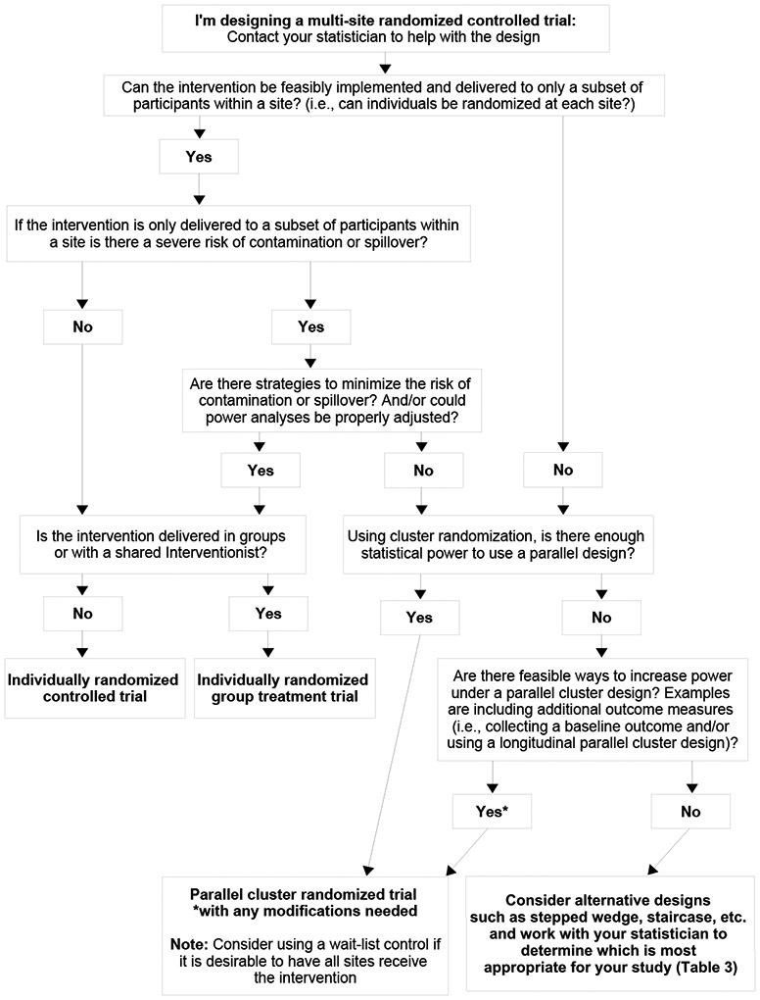 I'm designing a multi-site randomized controlled trial:
Contact your statistician to help with the design
Can the intervention be feasibly implemented and delivered to only a subset of
participants within a site? (i.e., can individuals be randomized at each site?)
Yes
If the intervention is only delivered to a subset of participants within
a site is there a severe risk of contamination or spillover?
No
Yes
Are there strategies to minimize the risk of
contamination or spillover? And/or could
power analyses be properly adjusted?
Yes
No
No
Is the intervention delivered in groups
or with a shared Interventionist?
Using cluster randomization, is there enough
statistical power to use a parallel design?
No
Yes
Yes
No
Individually randomized
controlled trial
Individually randomized
group treatment trial
Are there feasible ways to increase power
under a parallel cluster design? Examples
are including additional outcome measures
(i.e., collecting a baseline outcome and/or
using a longitudinal parallel cluster design)?
Yes*
No
Parallel cluster randomized trial
*with any modifications needed
Note: Consider using a wait-list control if
it is desirable to have all sites receive
the intervention
Consider alternative designs
such as stepped wedge, staircase, etc.
and work with your statistician to
determine which is most
appropriate for your study (Table 3)